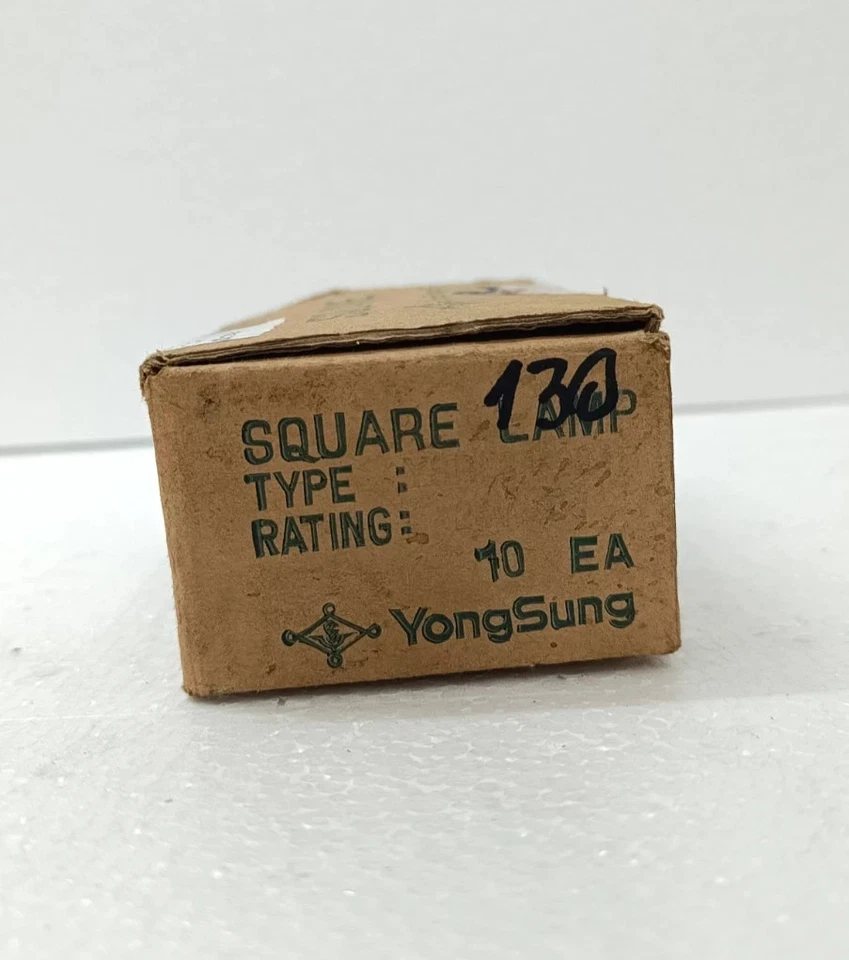 130
SQUARE LAMP
TYPE :
RATING:
10 EA
YongSung